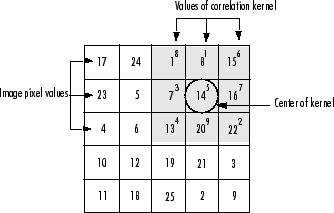 Values of correlation kernel
17 24 1 8 8 1 15 6
Image pixel values
23 5 7 3 14 5 16 7
Center of kernel
4 6 13 4 20 9 22 2
10 12 19 21 3
11 18 25 2 9